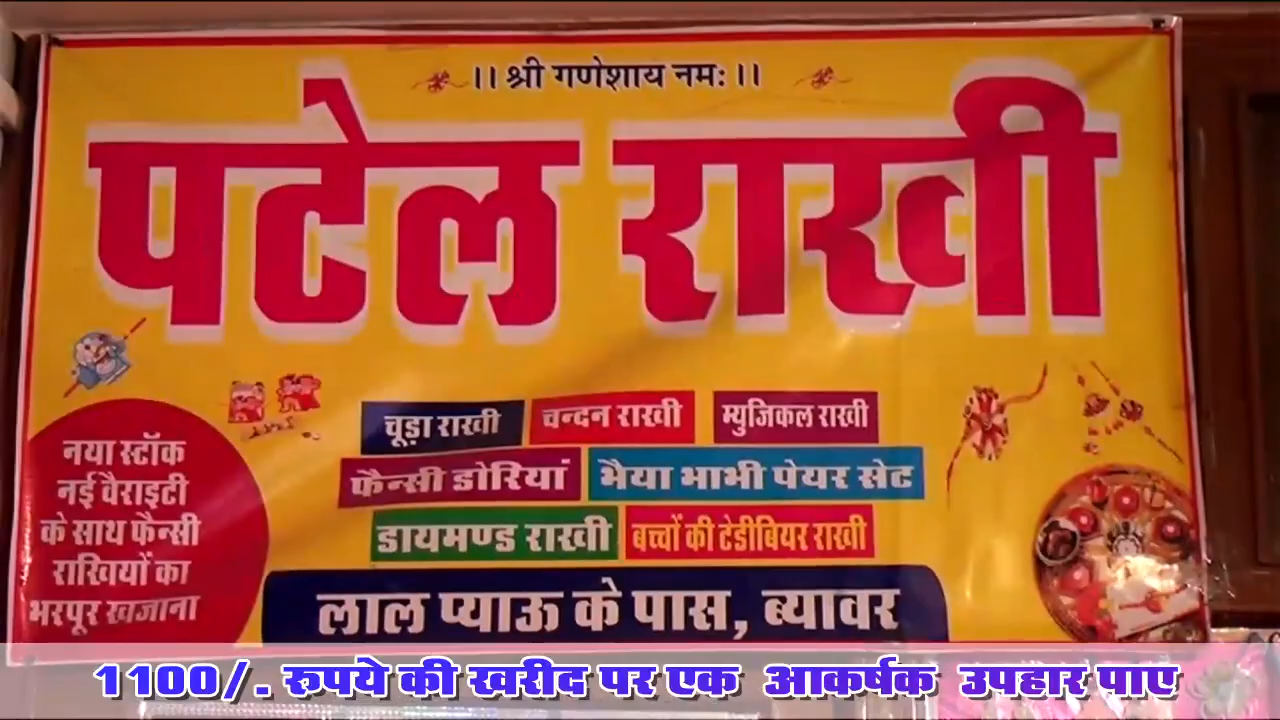 ।। श्री गणेशाय नमः ।।
पटेल राखी
चूड़ा राखी चन्दन राखी म्युजिकल राखी
फैन्सी डोरियां भैया भाभी पेयर सेट
डायमण्ड राखी बच्चों की टेडीबियर राखी
नया स्टॉक
नई वैराइटी
के साथ फैन्सी
राखियों का
भरपूर खजाना
लाल प्याऊ के पास, ब्यावर
1100/. रूपये की खरीद पर एक आकर्षक उपहार पाए